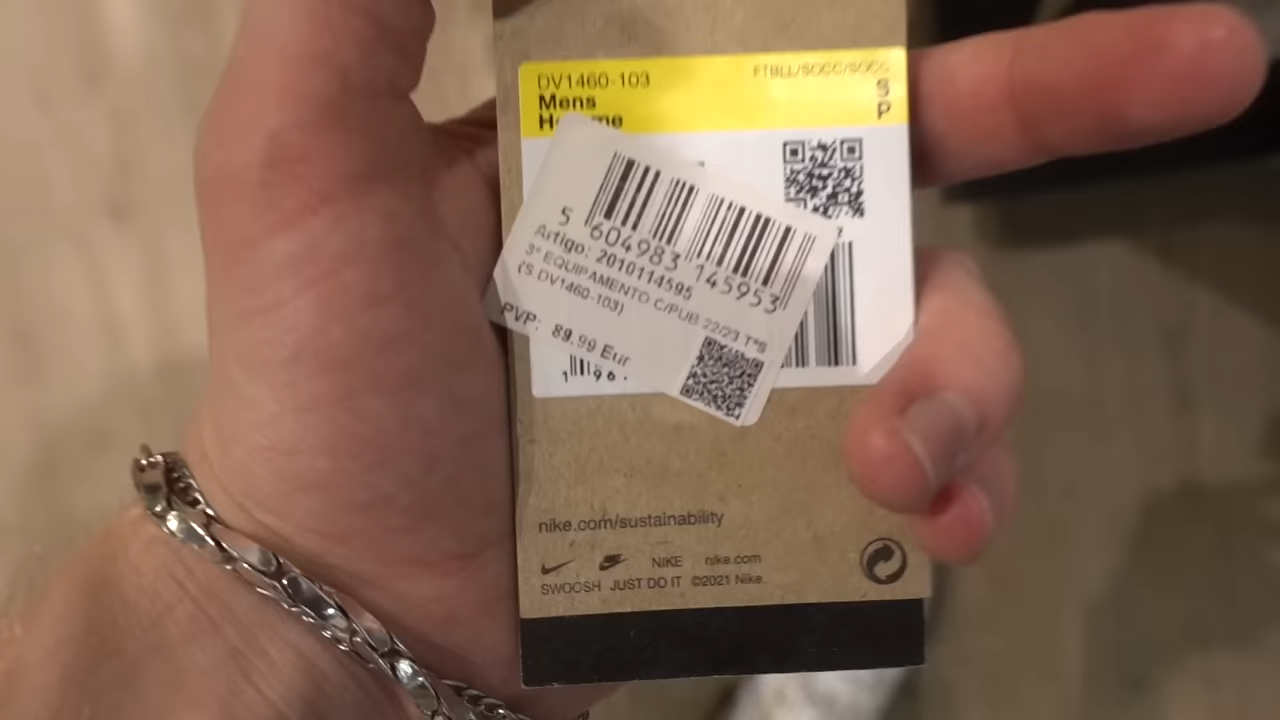 DV1460-103
FTBLL/SOCC/SOCC
Mens
S
P
5 604983 145953
Artigo: 2010114595
3º EQUIPAMENTO C/PUB 22/23 T*S
(S DV1460-103)
PVP: 89.99 Eur
nike.com/sustainability
NIKE nike.com
SWOOSH JUST DO IT ©2021 Nike.